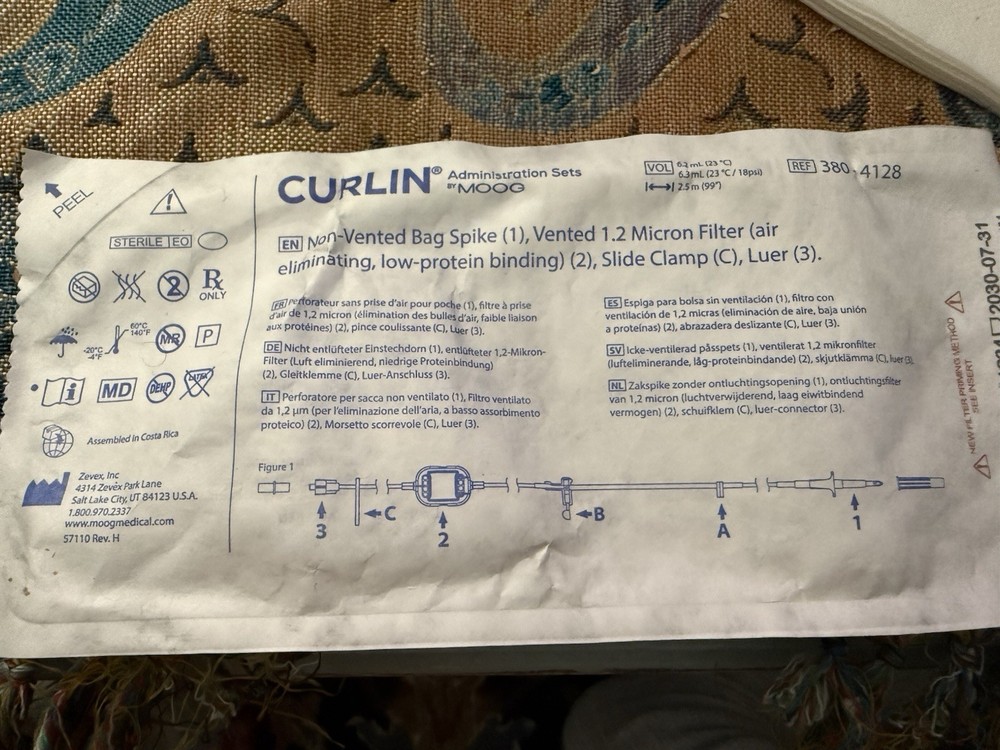 PEEL
STERILE EO
2
Rx
ONLY
60°C
140°F
-20°C
-4°F
MR
P
MD
DEHP
LATEX
Assembled in Costa Rica
Zevex, Inc
4314 Zevex Park Lane
Salt Lake City, UT 84123 U.S.A.
1.800.970.2337
www.moogmedical.com
57110 Rev. H
CURLIN® Administration Sets
BY MOOG
VOL 6.2 mL (23 °C)
6.3mL (23 °C / 18psi)
2.5 m (99")
REF 380-4128
EN Non-Vented Bag Spike (1), Vented 1.2 Micron Filter (air
eliminating, low-protein binding) (2), Slide Clamp (C), Luer (3).
FR Perforateur sans prise d'air pour poche (1), filtre à prise
d'air de 1,2 micron (élimination des bulles d'air, faible liaison
aux protéines) (2), pince coulissante (C), Luer (3).
DE Nicht entlüfteter Einstechdorn (1), entlüfteter 1,2-Mikron-
Filter (Luft eliminierend, niedrige Proteinbindung)
(2), Gleitklemme (C), Luer-Anschluss (3).
IT Perforatore per sacca non ventilato (1), Filtro ventilato
da 1,2 µm (per l'eliminazione dell'aria, a basso assorbimento
proteico) (2), Morsetto scorrevole (C), Luer (3).
ES Espiga para bolsa sin ventilación (1), filtro con
ventilación de 1,2 micras (eliminación de aire, baja unión
a proteínas) (2), abrazadera deslizante (C), Luer (3).
SV Icke-ventilerad påsspets (1), ventilerat 1,2 mikronfilter
(lufteliminerande, låg-proteinbindande) (2), skjutklämma (C), luer (3).
NL Zakspike zonder ontluchtingsopening (1), ontluchtingsfilter
van 1,2 micron (luchtverwijderend, laag eiwitbindend
vermogen) (2), schuifklem (C), luer-connector (3).
Figure 1
3
C
2
B
A
1
NEW FILTER PRIMING METHOD
SEE INSERT
2030-07-31